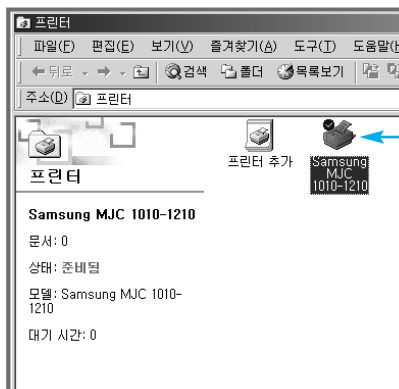 프린터
파일(F) 편집(E) 보기(V) 즐겨찾기(A) 도구(T) 도움말(H
뒤로 검색 폴더 목록보기
주소(D) 프린터
프린터
프린터 추가
Samsung
MJC
1010-1210
Samsung MJC 1010-1210
문서: 0
상태: 준비됨
모델: Samsung MJC 1010-
1210
대기 시간: 0